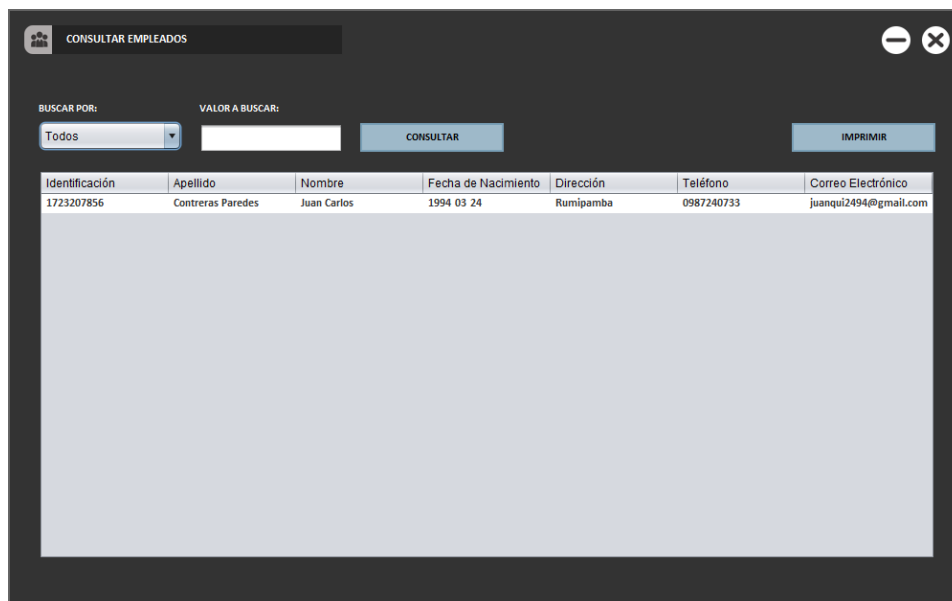 CONSULTAR EMPLEADOS
BUSCAR POR: VALOR A BUSCAR:
Todos CONSULTAR IMPRIMIR
Identificación Apellido Nombre Fecha de Nacimiento Dirección Teléfono Correo Electrónico
1723207856 Contreras Paredes Juan Carlos 1994 03 24 Rumipamba 0987240733 juanqui2494@gmail.com